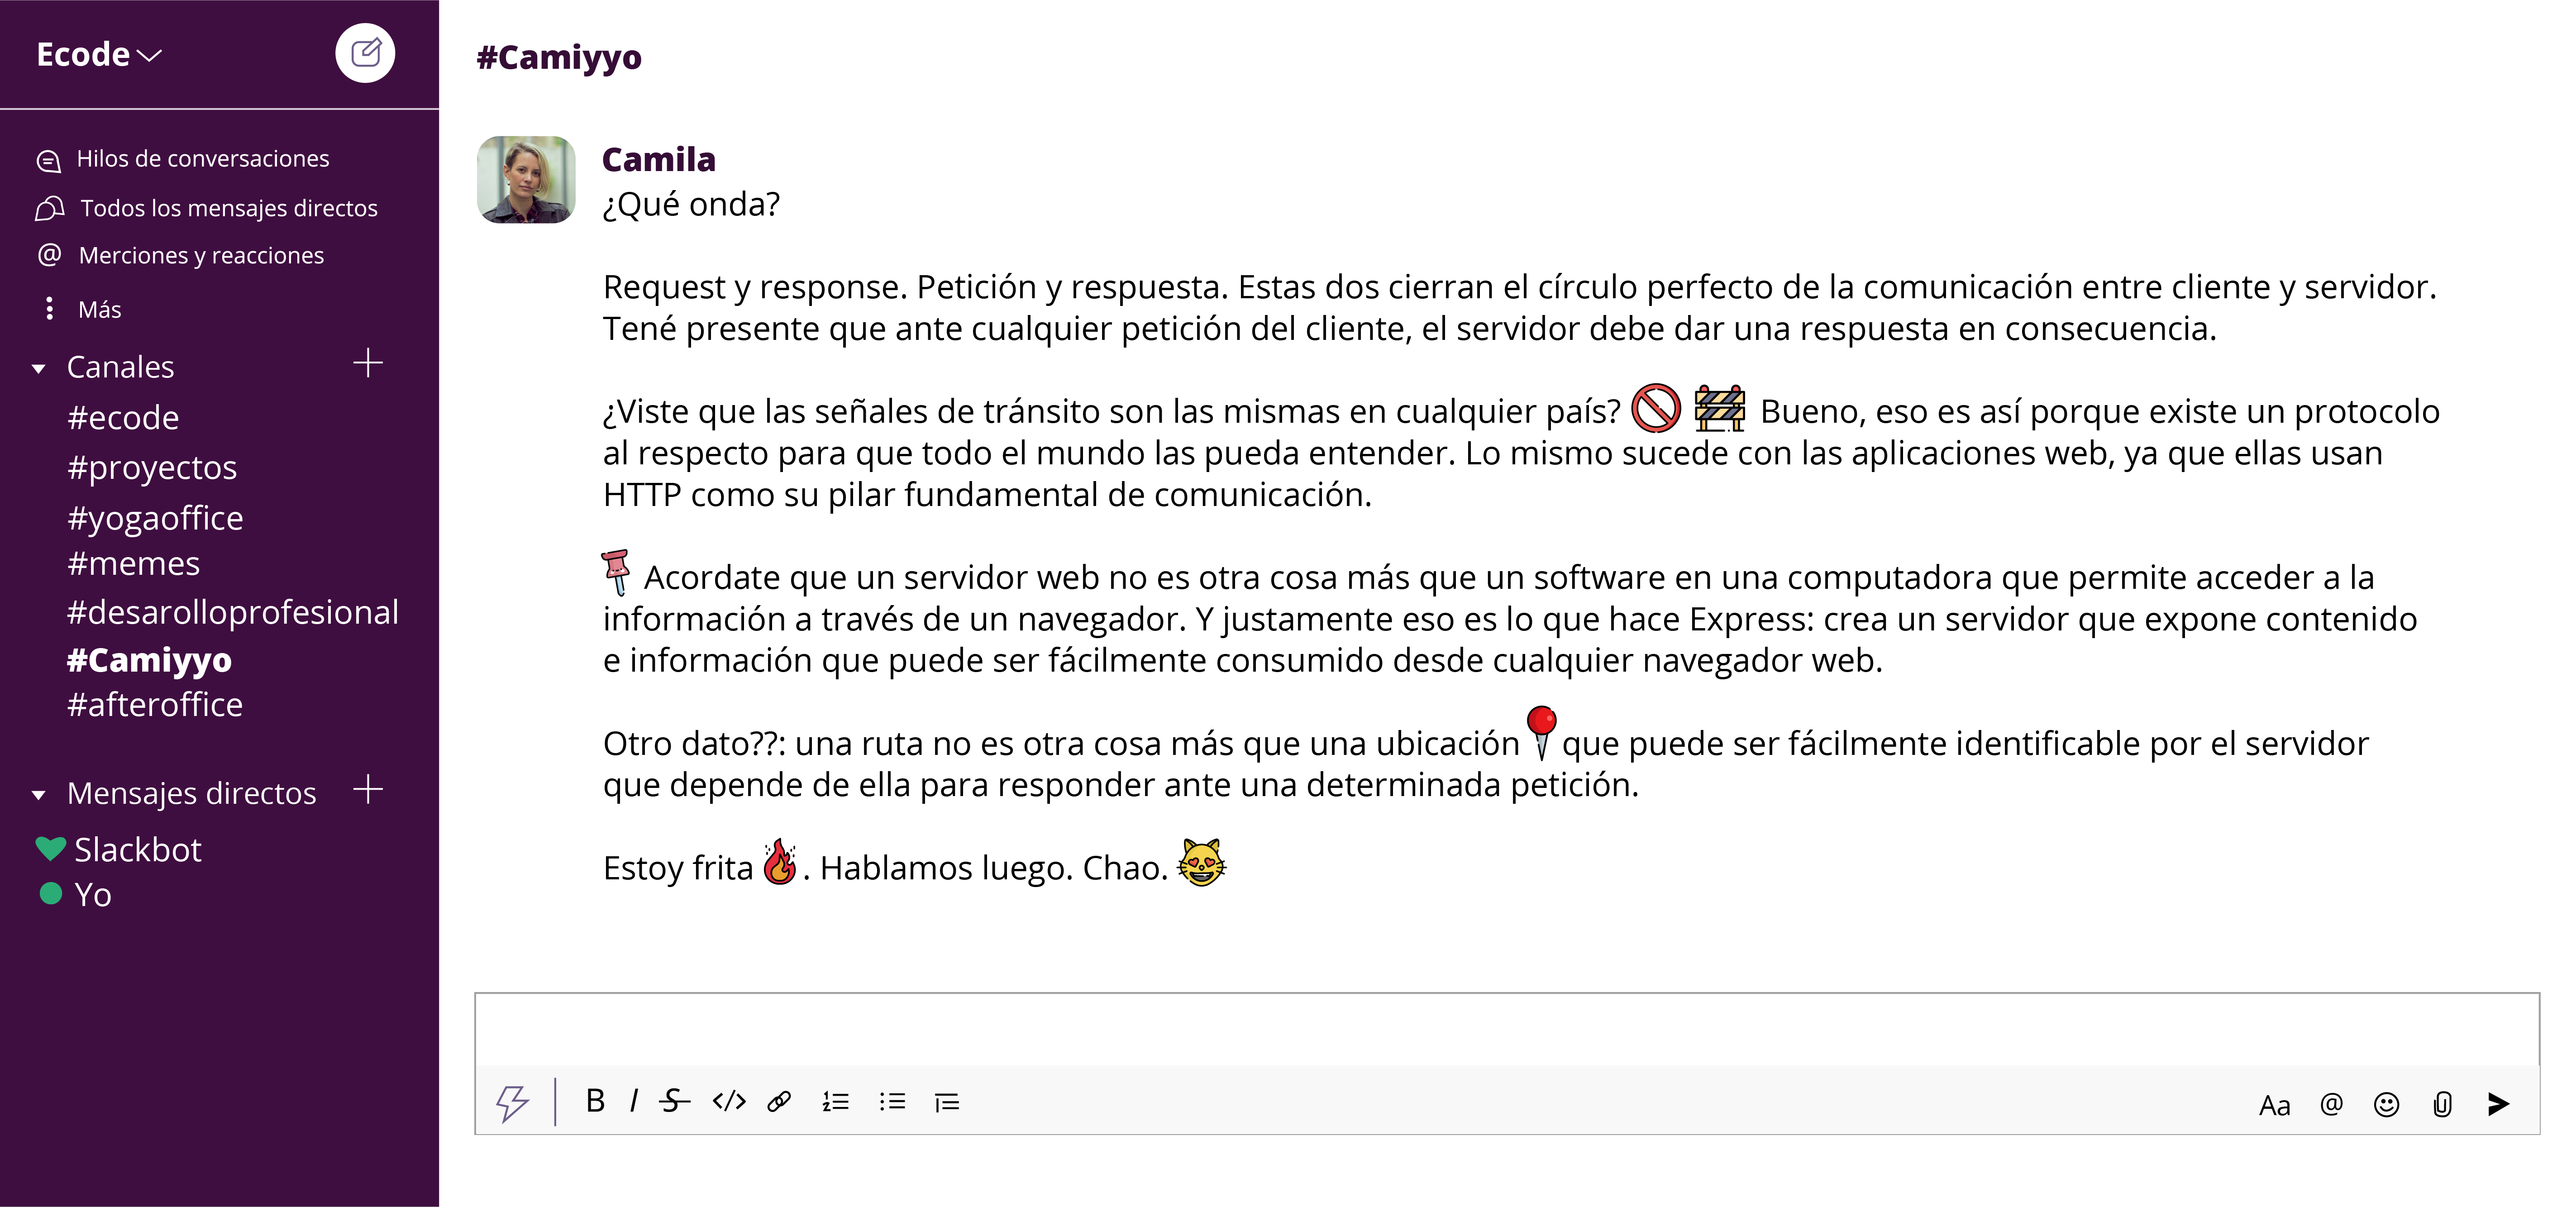 Ecode
Hilos de conversaciones
Todos los mensajes directos
@ Merciones y reacciones
Más
Canales
#ecode
#proyectos
#yogaoffice
#memes
#desarolloprofesional
#Camiyyo
#afteroffice
Mensajes directos
Slackbot
Yo
#Camiyyo
Camila
¿Qué onda?
Request y response. Petición y respuesta. Estas dos cierran el círculo perfecto de la comunicación entre cliente y servidor.
Tené presente que ante cualquier petición del cliente, el servidor debe dar una respuesta en consecuencia.
¿Viste que las señales de tránsito son las mismas en cualquier país? Bueno, eso es así porque existe un protocolo
al respecto para que todo el mundo las pueda entender. Lo mismo sucede con las aplicaciones web, ya que ellas usan
HTTP como su pilar fundamental de comunicación.
Acordate que un servidor web no es otra cosa más que un software en una computadora que permite acceder a la
información a través de un navegador. Y justamente eso es lo que hace Express: crea un servidor que expone contenido
e información que puede ser fácilmente consumido desde cualquier navegador web.
Otro dato??: una ruta no es otra cosa más que una ubicación que puede ser fácilmente identificable por el servidor
que depende de ella para responder ante una determinada petición.
Estoy frita . Hablamos luego. Chao.
B I S </> Aa @